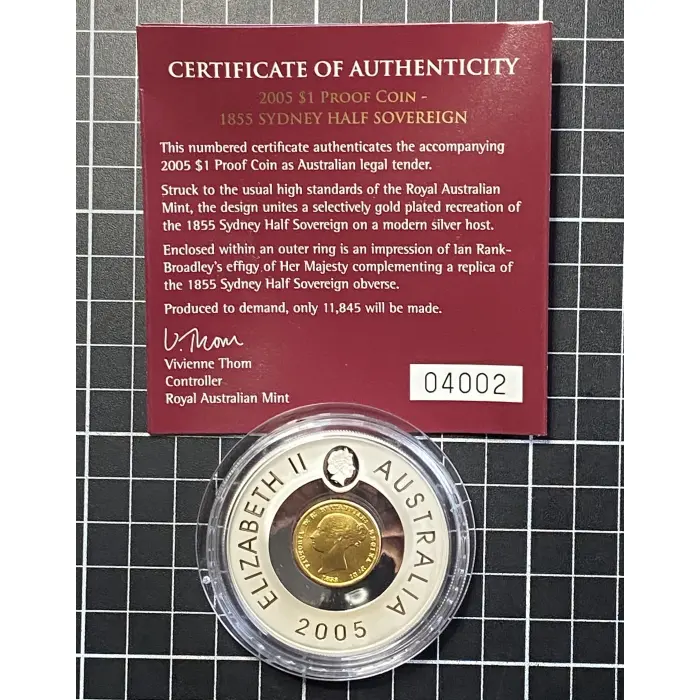 CERTIFICATE OF AUTHENTICITY
2005 $1 PROOF COIN -
1855 SYDNEY HALF SOVEREIGN
This numbered certificate authenticates the accompanying
2005 $1 Proof Coin as Australian legal tender.
Struck to the usual high standards of the Royal Australian
Mint, the design unites a selectively gold plated recreation of
the 1855 Sydney Half Sovereign on a modern silver host.
Enclosed within an outer ring is an impression of Ian Rank-
Broadley's effigy of Her Majesty complementing a replica of
the 1855 Sydney Half Sovereign obverse.
Produced to demand, only 11,845 will be made.
V. Thom
Vivienne Thom
Controller
Royal Australian Mint
04002
ELIZABETH II
AUSTRALIA
2005
VICTORIA
REGINA
1855